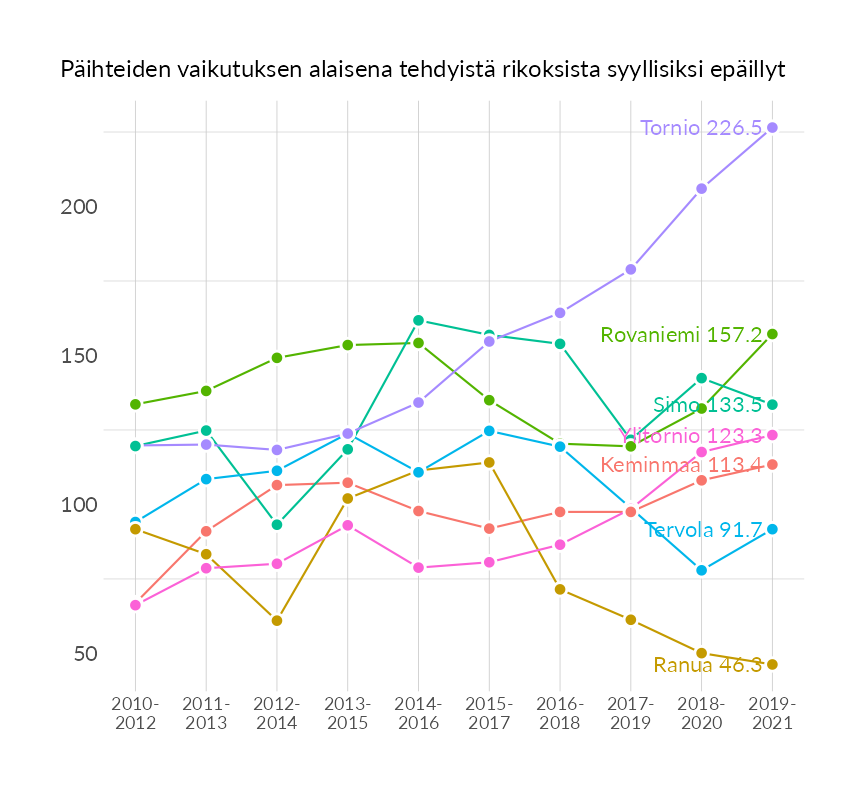 Päihteiden vaikutuksen alaisena tehdyistä rikoksista syyllisiksi epäillyt
Tornio 226.5
200
Rovaniemi 157.2
150
Simo 133.5
Ylitornio 123.3
Keminmaa 113.4
100
Tervola 91.7
50
Ranua 46.3
2010- 2011- 2012- 2013- 2014- 2015- 2016- 2017- 2018- 2019-
2012 2013 2014 2015 2016 2017 2018 2019 2020 2021